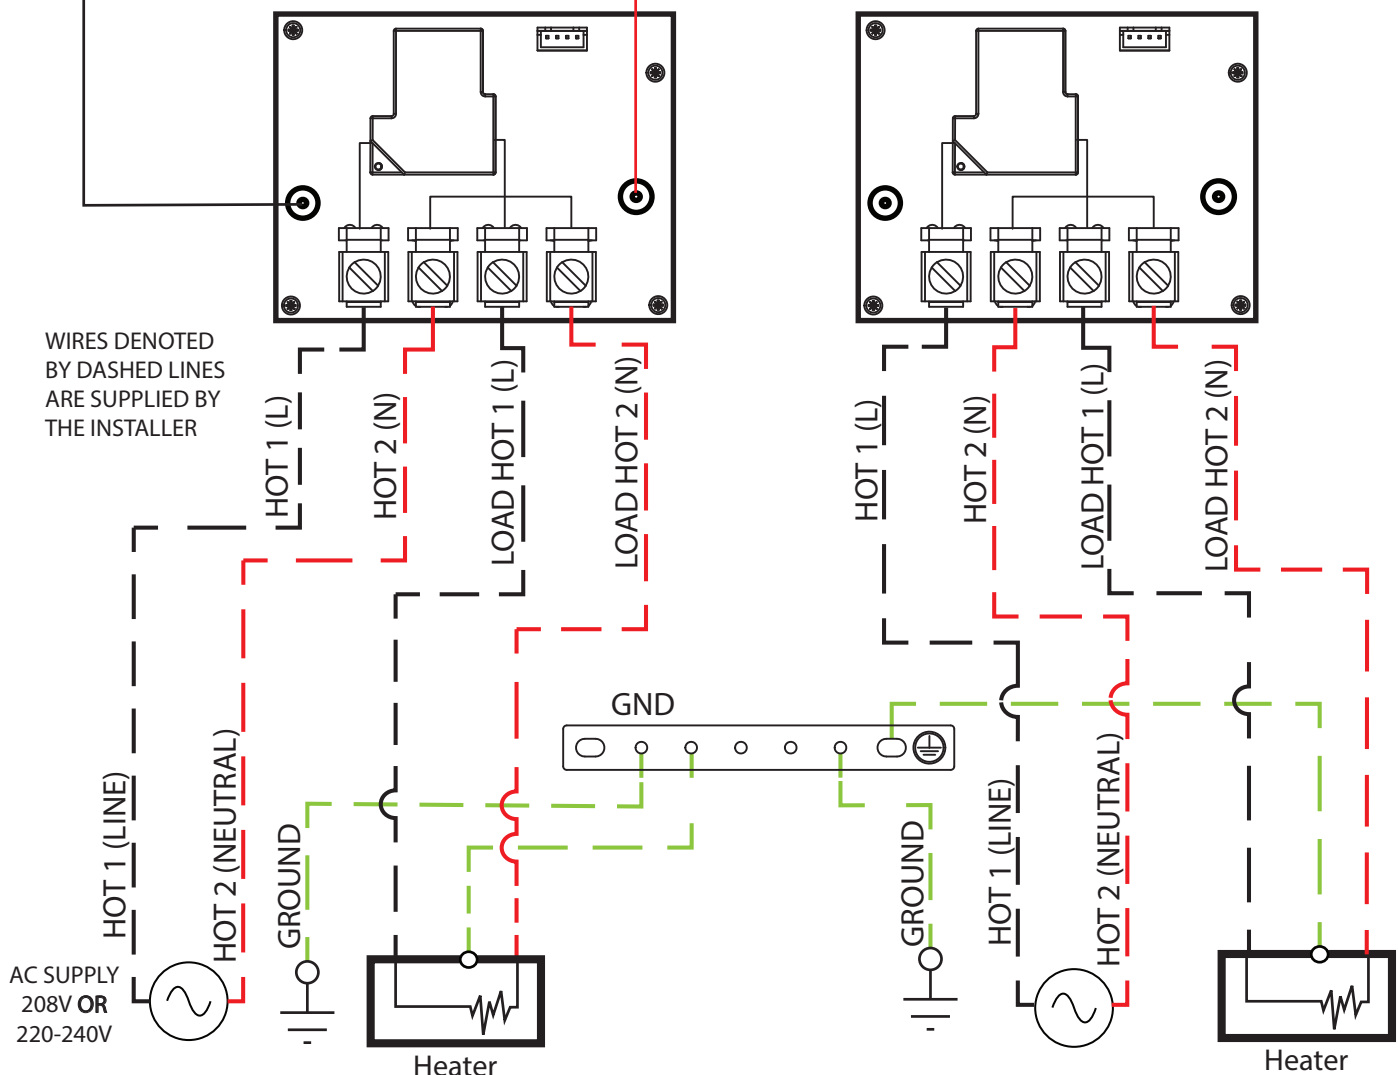 WIRES DENOTED
BY DASHED LINES
ARE SUPPLIED BY
THE INSTALLER
HOT 1 (L)
HOT 2 (N)
LOAD HOT 1 (L)
LOAD HOT 2 (N)
HOT 1 (L)
HOT 2 (N)
LOAD HOT 1 (L)
LOAD HOT 2 (N)
GND
HOT 1 (LINE)
HOT 2 (NEUTRAL)
GROUND
GROUND
HOT 1 (LINE)
HOT 2 (NEUTRAL)
AC SUPPLY
208V OR
220-240V
Heater
Heater